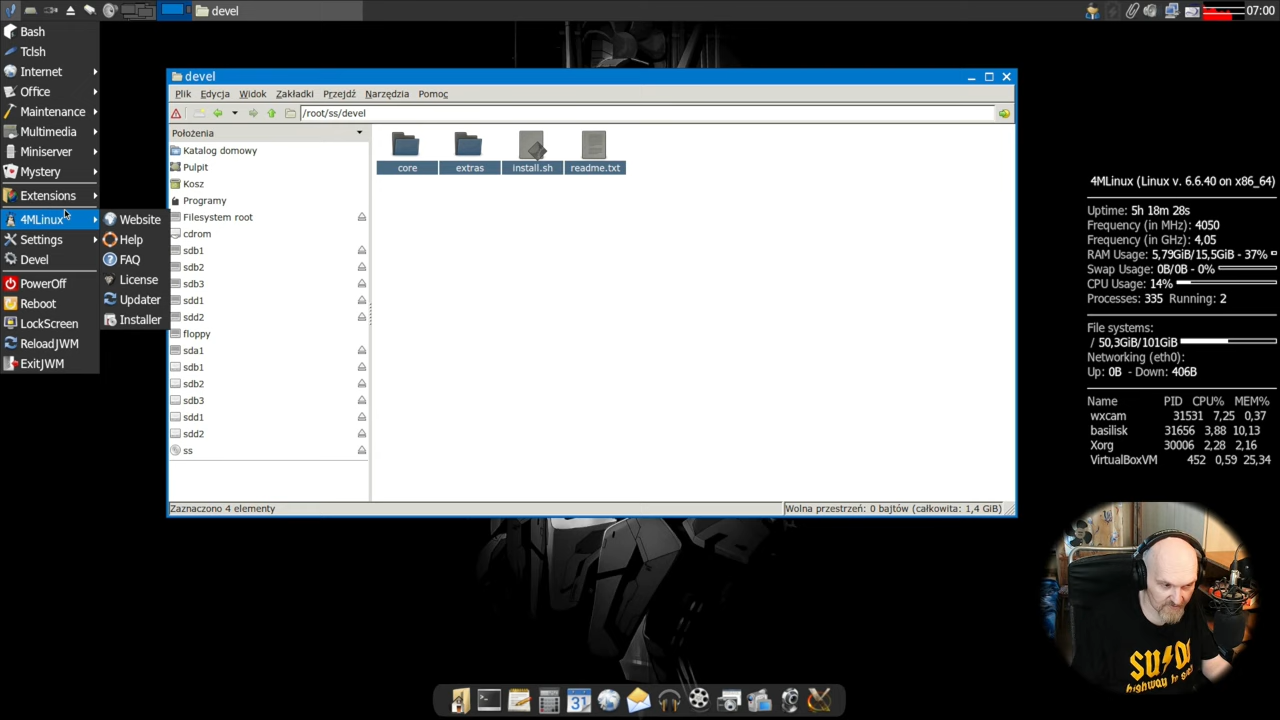 devel
07:00
Bash
Tclsh
Internet
Office
Maintenance
Multimedia
Miniserver
Mystery
Extensions
4MLinux
Settings
Devel
PowerOff
Reboot
LockScreen
ReloadJWM
ExitJWM
Website
Help
FAQ
License
Updater
Installer
devel
Plik Edycja Widok Zakładki Przejdź Narzędzia Pomoc
/root/ss/devel
Położenia
Katalog domowy
Pulpit
Kosz
Programy
Filesystem root
cdrom
sdb1
sdb2
sdb3
sdd1
sdd2
floppy
sda1
sdb1
sdb2
sdb3
sdd1
sdd2
ss
core extras install.sh readme.txt
Zaznaczono 4 elementy
Wolna przestrzeń: 0 bajtów (całkowita: 1,4 GiB)
4MLinux (Linux v. 6.6.40 on x86_64)
Uptime: 5h 18m 28s
Frequency (in MHz): 4050
Frequency (in GHz): 4,05
RAM Usage: 5,79GiB/15,5GiB - 37%
Swap Usage: 0B/0B - 0%
CPU Usage: 14%
Processes: 335 Running: 2
File systems:
/ 50,3GiB/101GiB
Networking (eth0):
Up: 0B - Down: 406B
Name PID CPU% MEM%
wxcam 31531 7,25 0,37
basilisk 31656 3,88 10,13
Xorg 30006 2,28 2,16
VirtualBoxVM 452 0,59 25,34
31
highway to